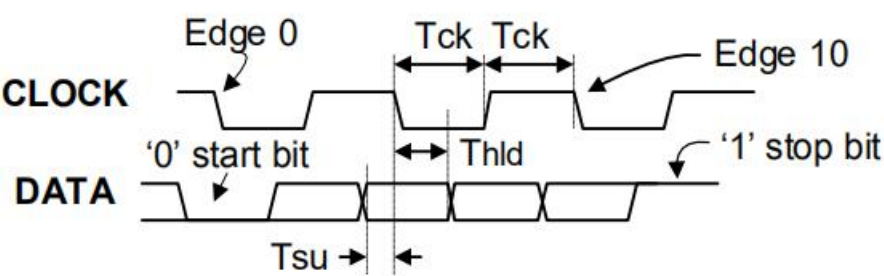 Edge 0
Tck Tck
Edge 10
CLOCK
'0' start bit
Thld
'1' stop bit
DATA
Tsu